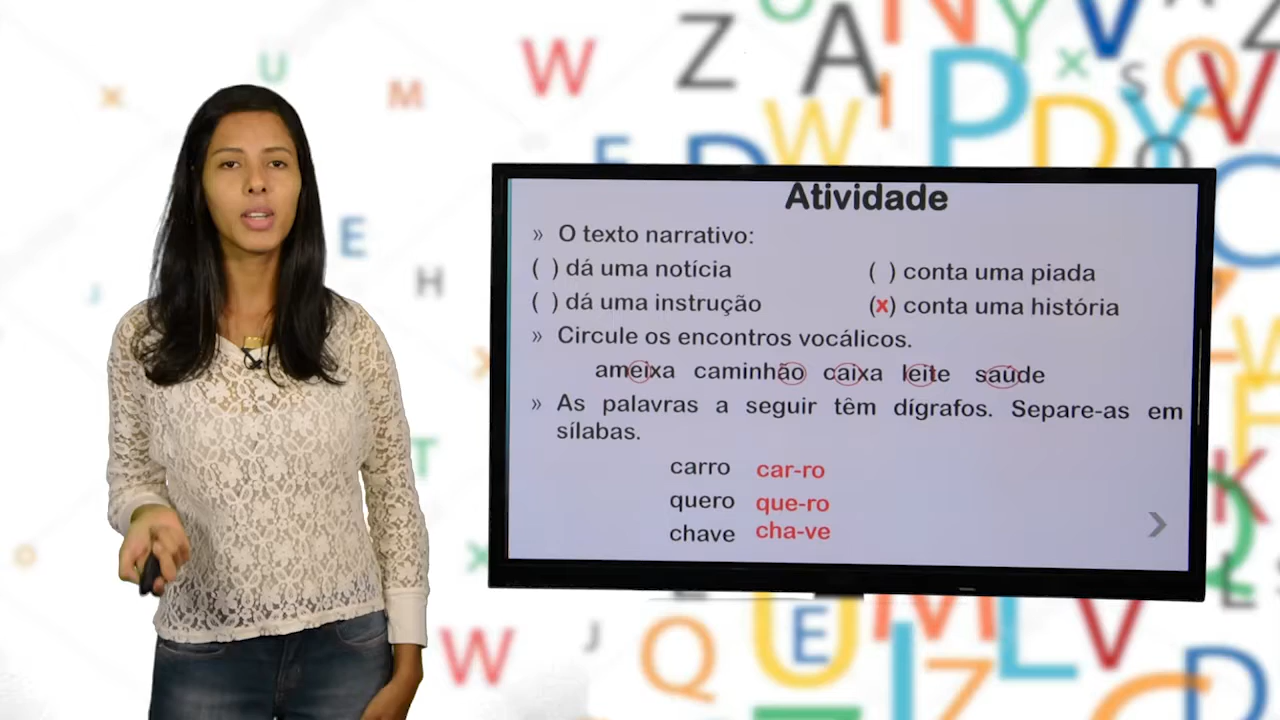 Atividade
» O texto narrativo:
( ) dá uma notícia ( ) conta uma piada
( ) dá uma instrução (x) conta uma história
» Circule os encontros vocálicos.
ameixa caminhão caixa leite saúde
» As palavras a seguir têm dígrafos. Separe-as em
sílabas.
carro car-ro
quero que-ro
chave cha-ve